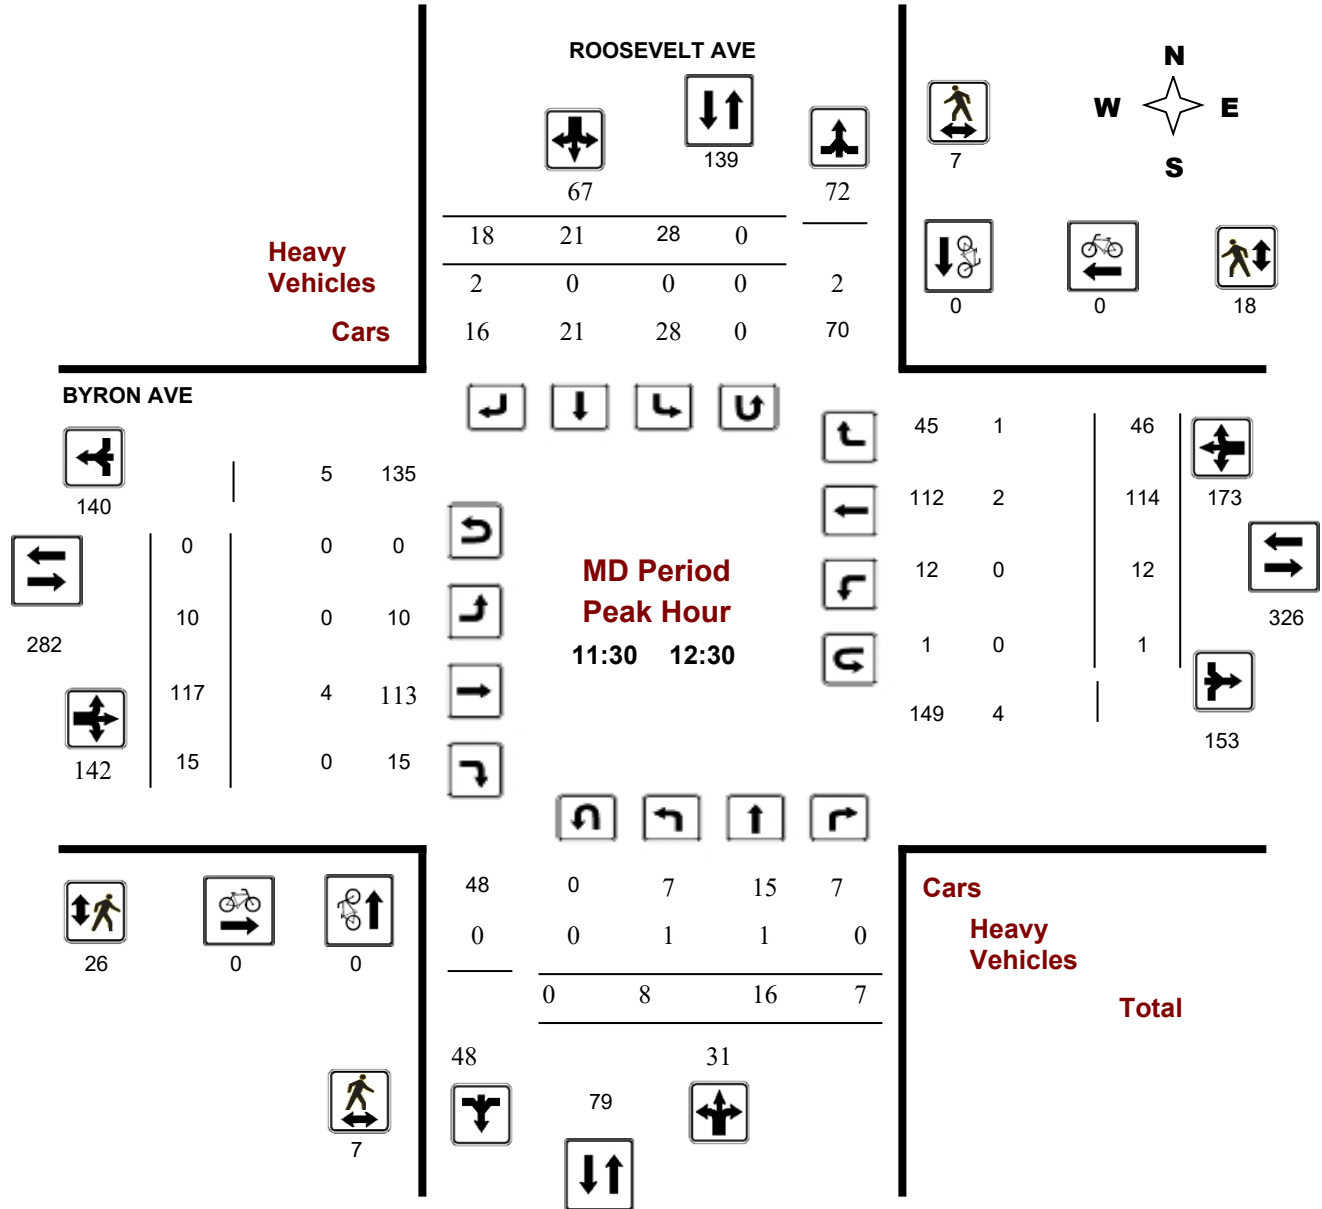 ROOSEVELT AVE
N
W E
S
139
7
67 72
18 21 28 0
Heavy
Vehicles 2 0 0 0 2
Cars 16 21 28 0 70
0 0 18
BYRON AVE
45 1 46
5 135
140
112 2 114 173
0 0 0
MD Period
Peak Hour
11:30 12:30
12 0 12
10 0 10
326
282
1 0 1
117 4 113
149 4
153
142 15 0 15
48 0 7 15 7 Cars
0 0 1 1 0 Heavy
Vehicles
26 0 0
0 8 16 7 Total
48 31
79
7